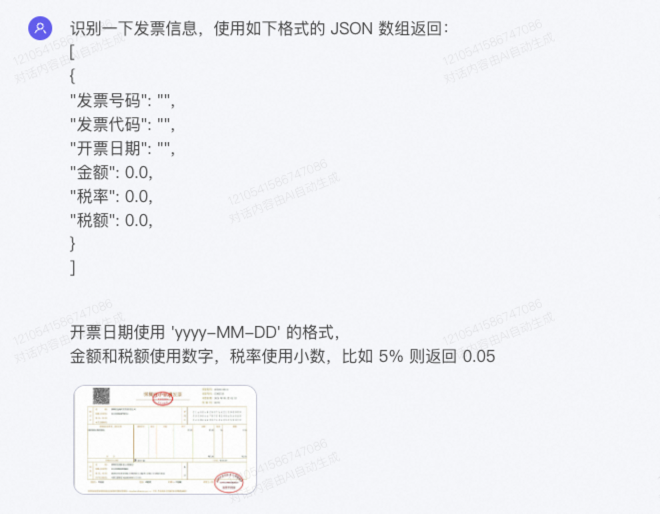 识别一下发票信息，使用如下格式的 JSON 数组返回：
[
{
"发票号码": "",
"发票代码": "",
"开票日期": "",
"金额": 0.0,
"税率": 0.0,
"税额": 0.0,
}
]
开票日期使用 'yyyy-MM-DD' 的格式，
金额和税额使用数字，税率使用小数，比如 5% 则返回 0.05
1210541566747086
对话内容由AI自动生成